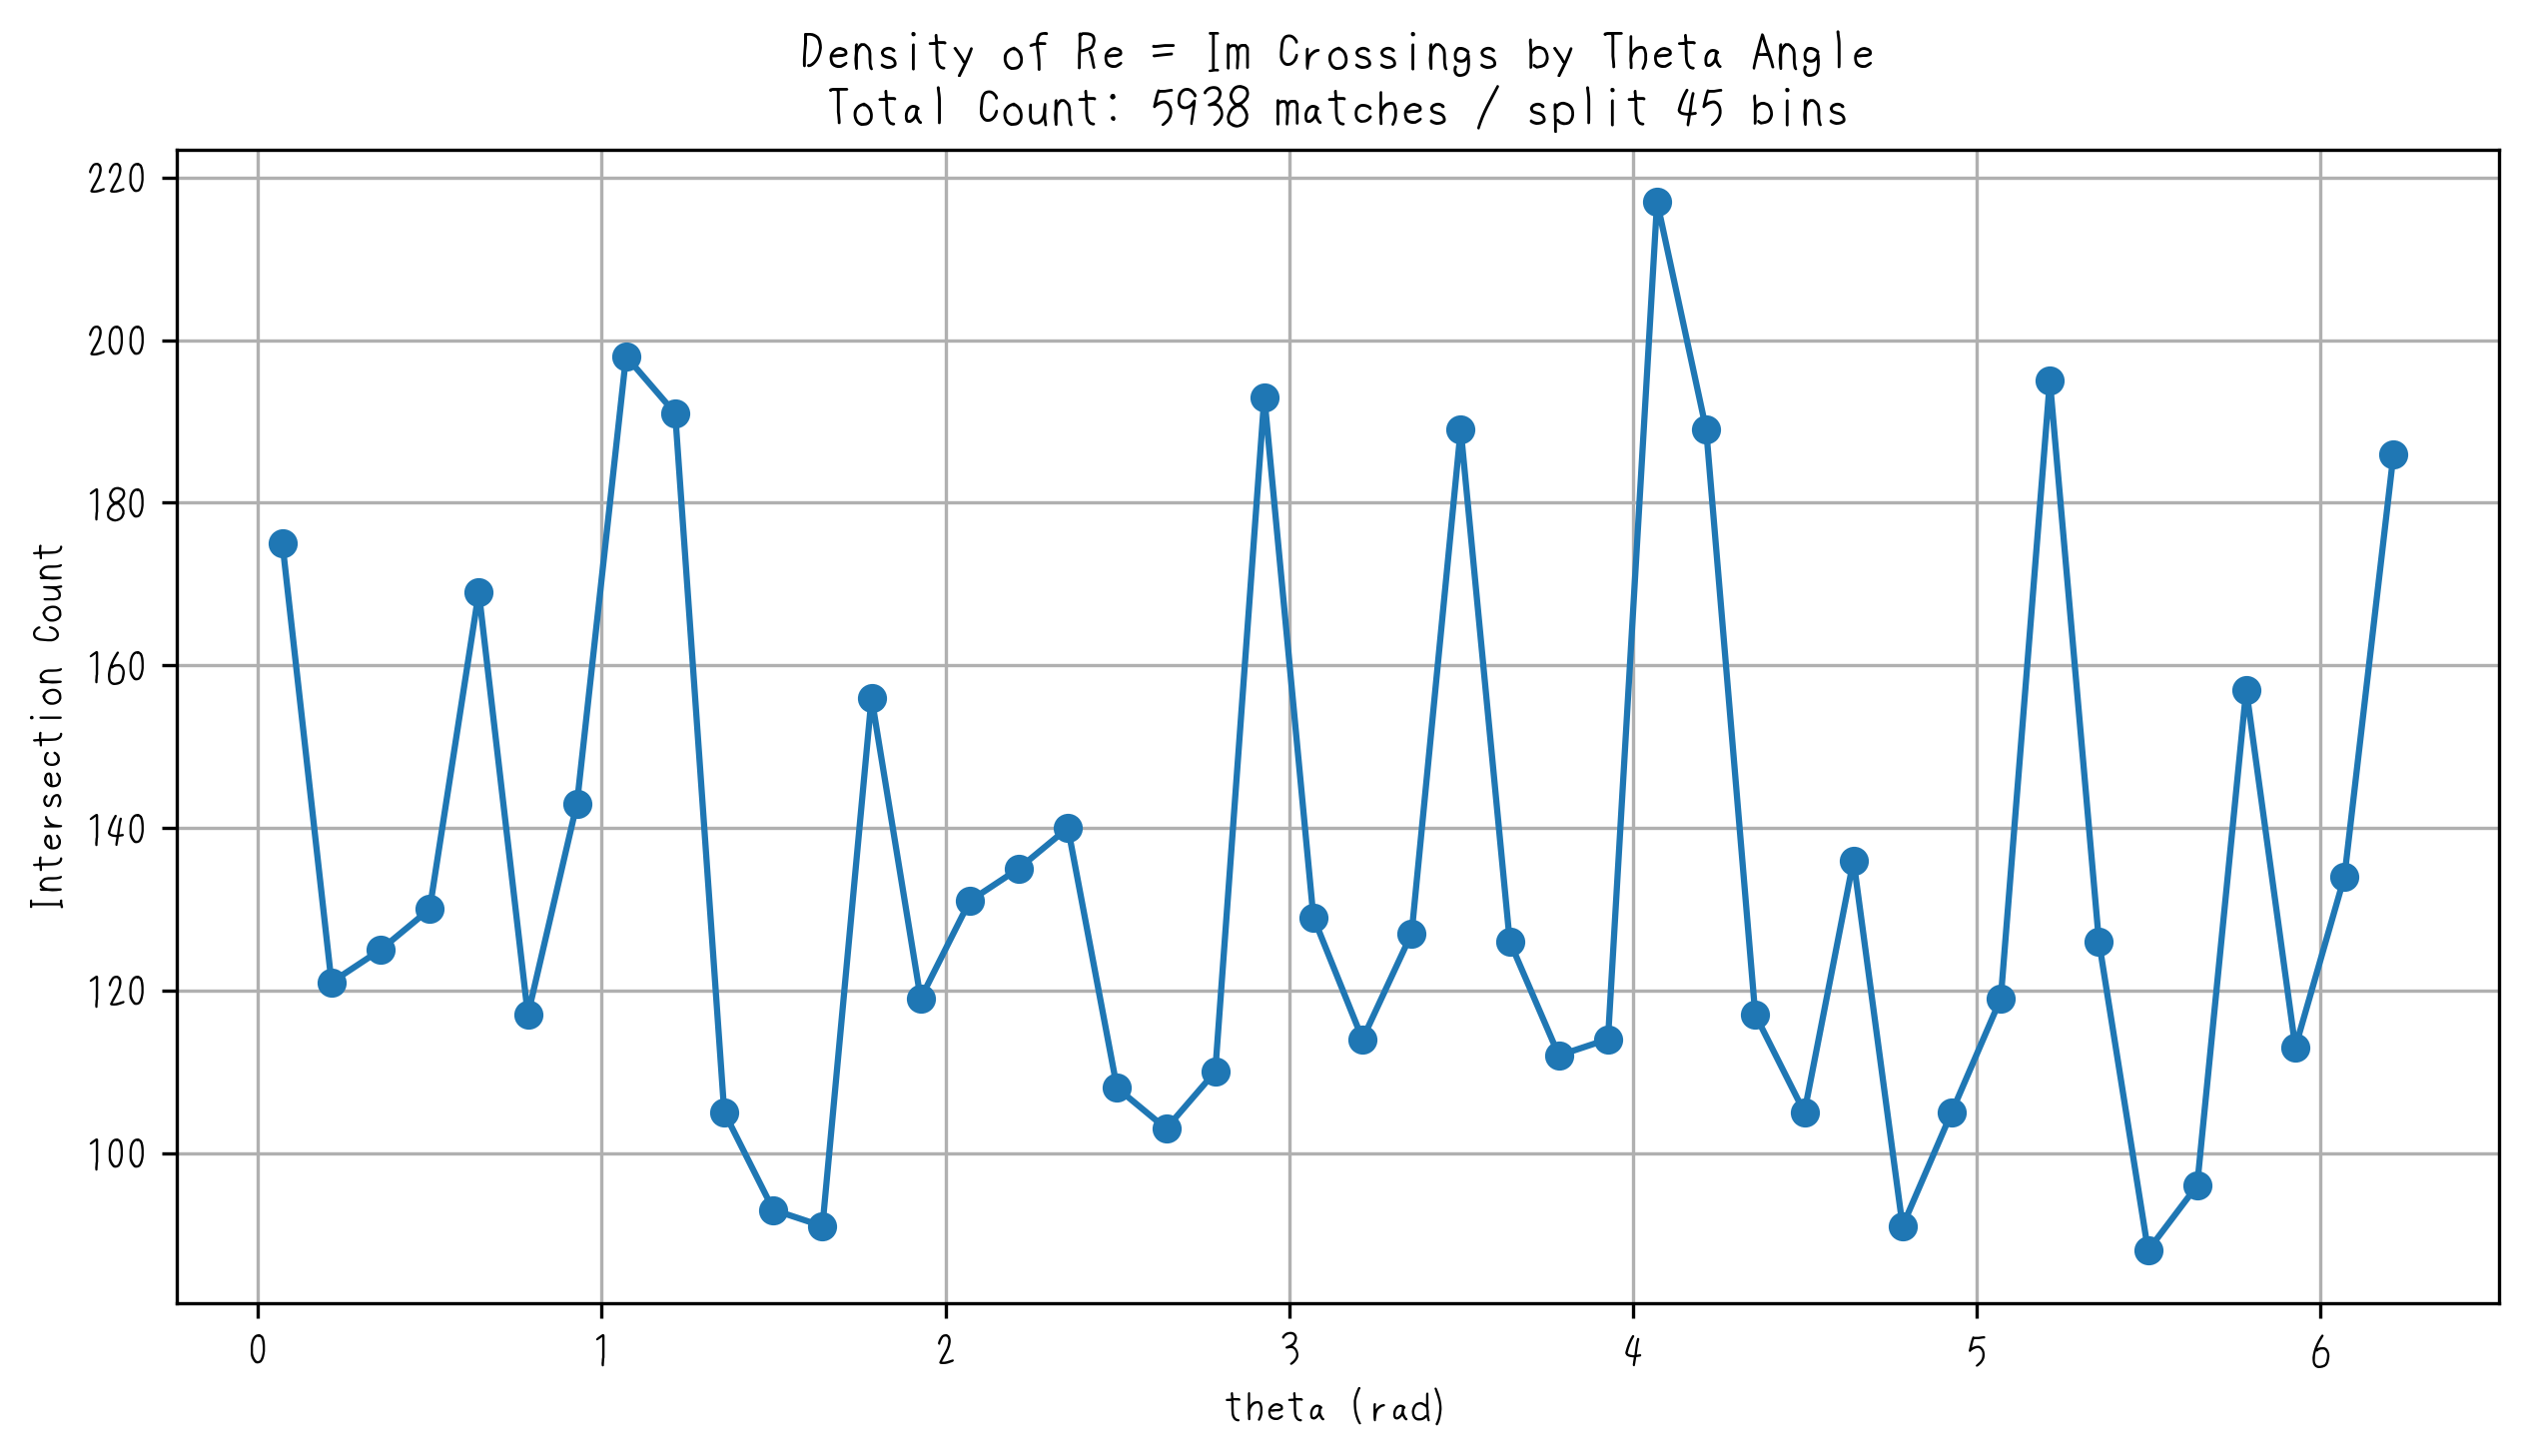 Density of Re = Im Crossings by Theta Angle
Total Count: 5938 matches / split 45 bins
220
200
180
160
140
120
100
Intersection Count
0 1 2 3 4 5 6
theta (rad)